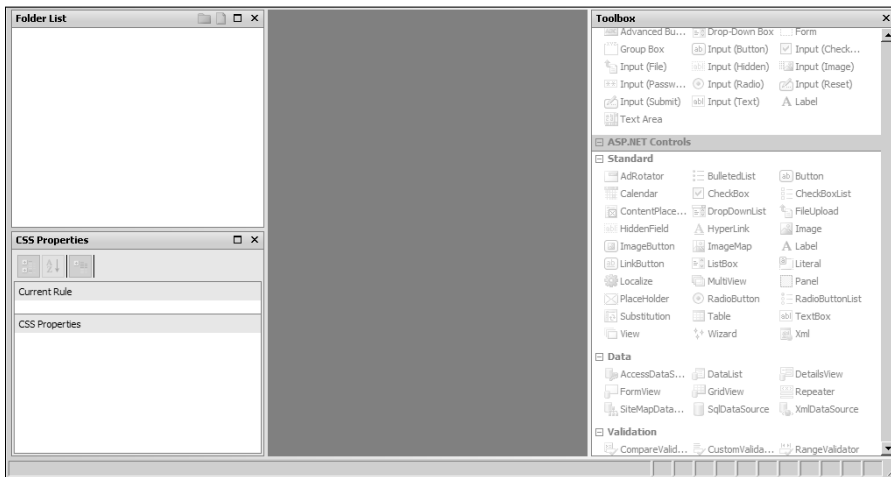 Folder List
CSS Properties
Current Rule
CSS Properties
Toolbox
Advanced Bu... Drop-Down Box Form
Group Box Input (Button) Input (Check...
Input (File) Input (Hidden) Input (Image)
Input (Passw... Input (Radio) Input (Reset)
Input (Submit) Input (Text) Label
Text Area
ASP.NET Controls
Standard
AdRotator BulletedList Button
Calendar CheckBox CheckBoxList
ContentPlace... DropDownList FileUpload
HiddenField HyperLink Image
ImageButton ImageMap Label
LinkButton ListBox Literal
Localize MultiView Panel
PlaceHolder RadioButton RadioButtonList
Substitution Table TextBox
View Wizard Xml
Data
AccessDataS... DataList DetailsView
FormView GridView Repeater
SiteMapData... SqlDataSource XmlDataSource
Validation
CompareValid... CustomValida... RangeValidator